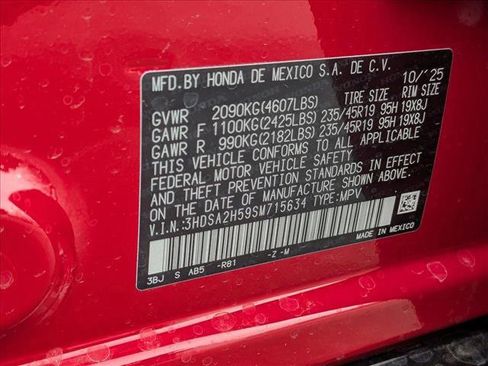 MFD.BY HONDA DE MEXICO S.A. DE C.V. 10/'25
TIRE SIZE RIM SIZE
GVWR 2090KG(4607LBS)
GAWR F 1100KG(2425LBS) 235/45R19 95H 19X8J
GAWR R 990KG(2182LBS) 235/45R19 95H 19X8J
THIS VEHICLE CONFORMS TO ALL APPLICABLE
FEDERAL MOTOR VEHICLE SAFETY
AND THEFT PREVENTION STANDARDS IN EFFECT
ON THE DATE OF MANUFACTURE SHOWN ABOVE.
V.I.N.:3HDSA2H59SM715634 TYPE:MPV
3BJ S AB5 -R81 -Z -M
MADE IN MEXICO